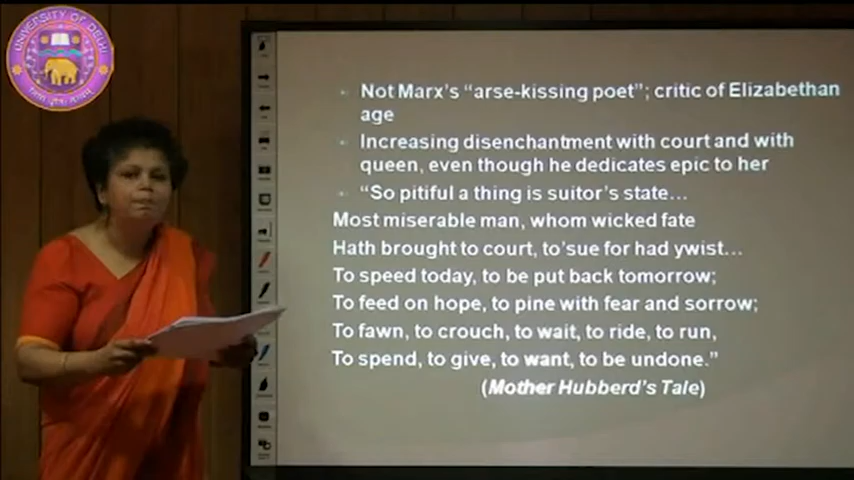 UNIVERSITY OF DELHI
Not Marx's "arse-kissing poet"; critic of Elizabethan
age
Increasing disenchantment with court and with
queen, even though he dedicates epic to her
"So pitiful a thing is suitor's state…
Most miserable man, whom wicked fate
Hath brought to court, to'sue for had ywist…
To speed today, to be put back tomorrow;
To feed on hope, to pine with fear and sorrow;
To fawn, to crouch, to wait, to ride, to run,
To spend, to give, to want, to be undone."
(Mother Hubberd's Tale)